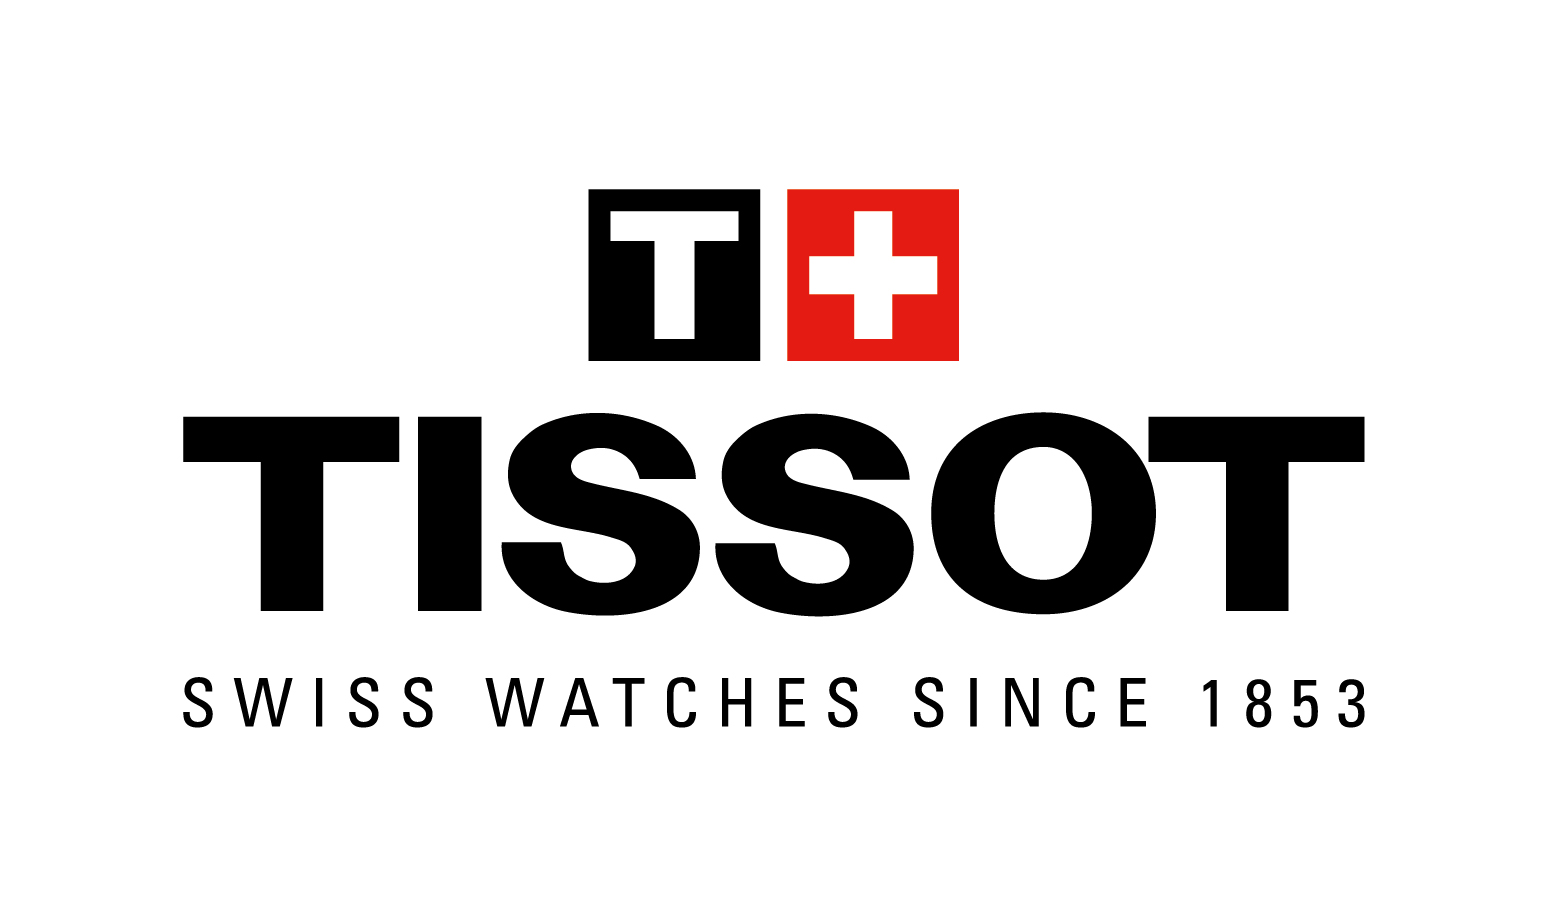 T+
TISSOT
SWISS WATCHES SINCE 1853